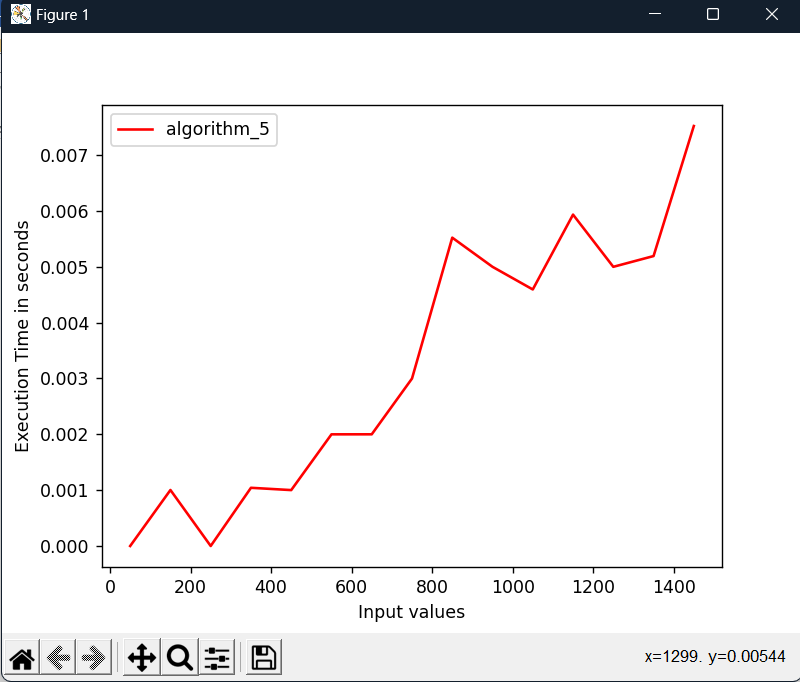 Figure 1
algorithm_5
0.007
0.006
0.005
0.004
0.003
0.002
0.001
0.000
Execution Time in seconds
0 200 400 600 800 1000 1200 1400
Input values
x=1299. y=0.00544